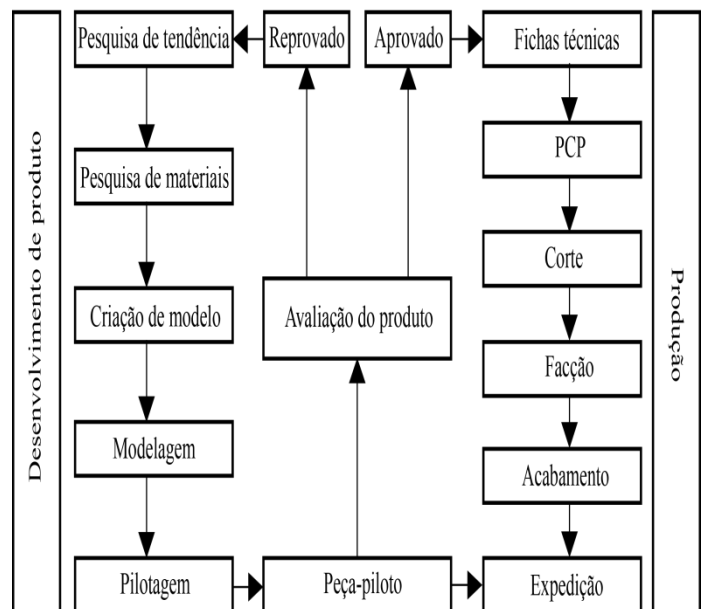 Desenvolvimento de produto
Pesquisa de tendência
Reprovado
Aprovado
Fichas técnicas
Pesquisa de materiais
PCP
Criação de modelo
Avaliação do produto
Corte
Modelagem
Facção
Acabamento
Pilotagem
Peça-piloto
Expedição
Produção